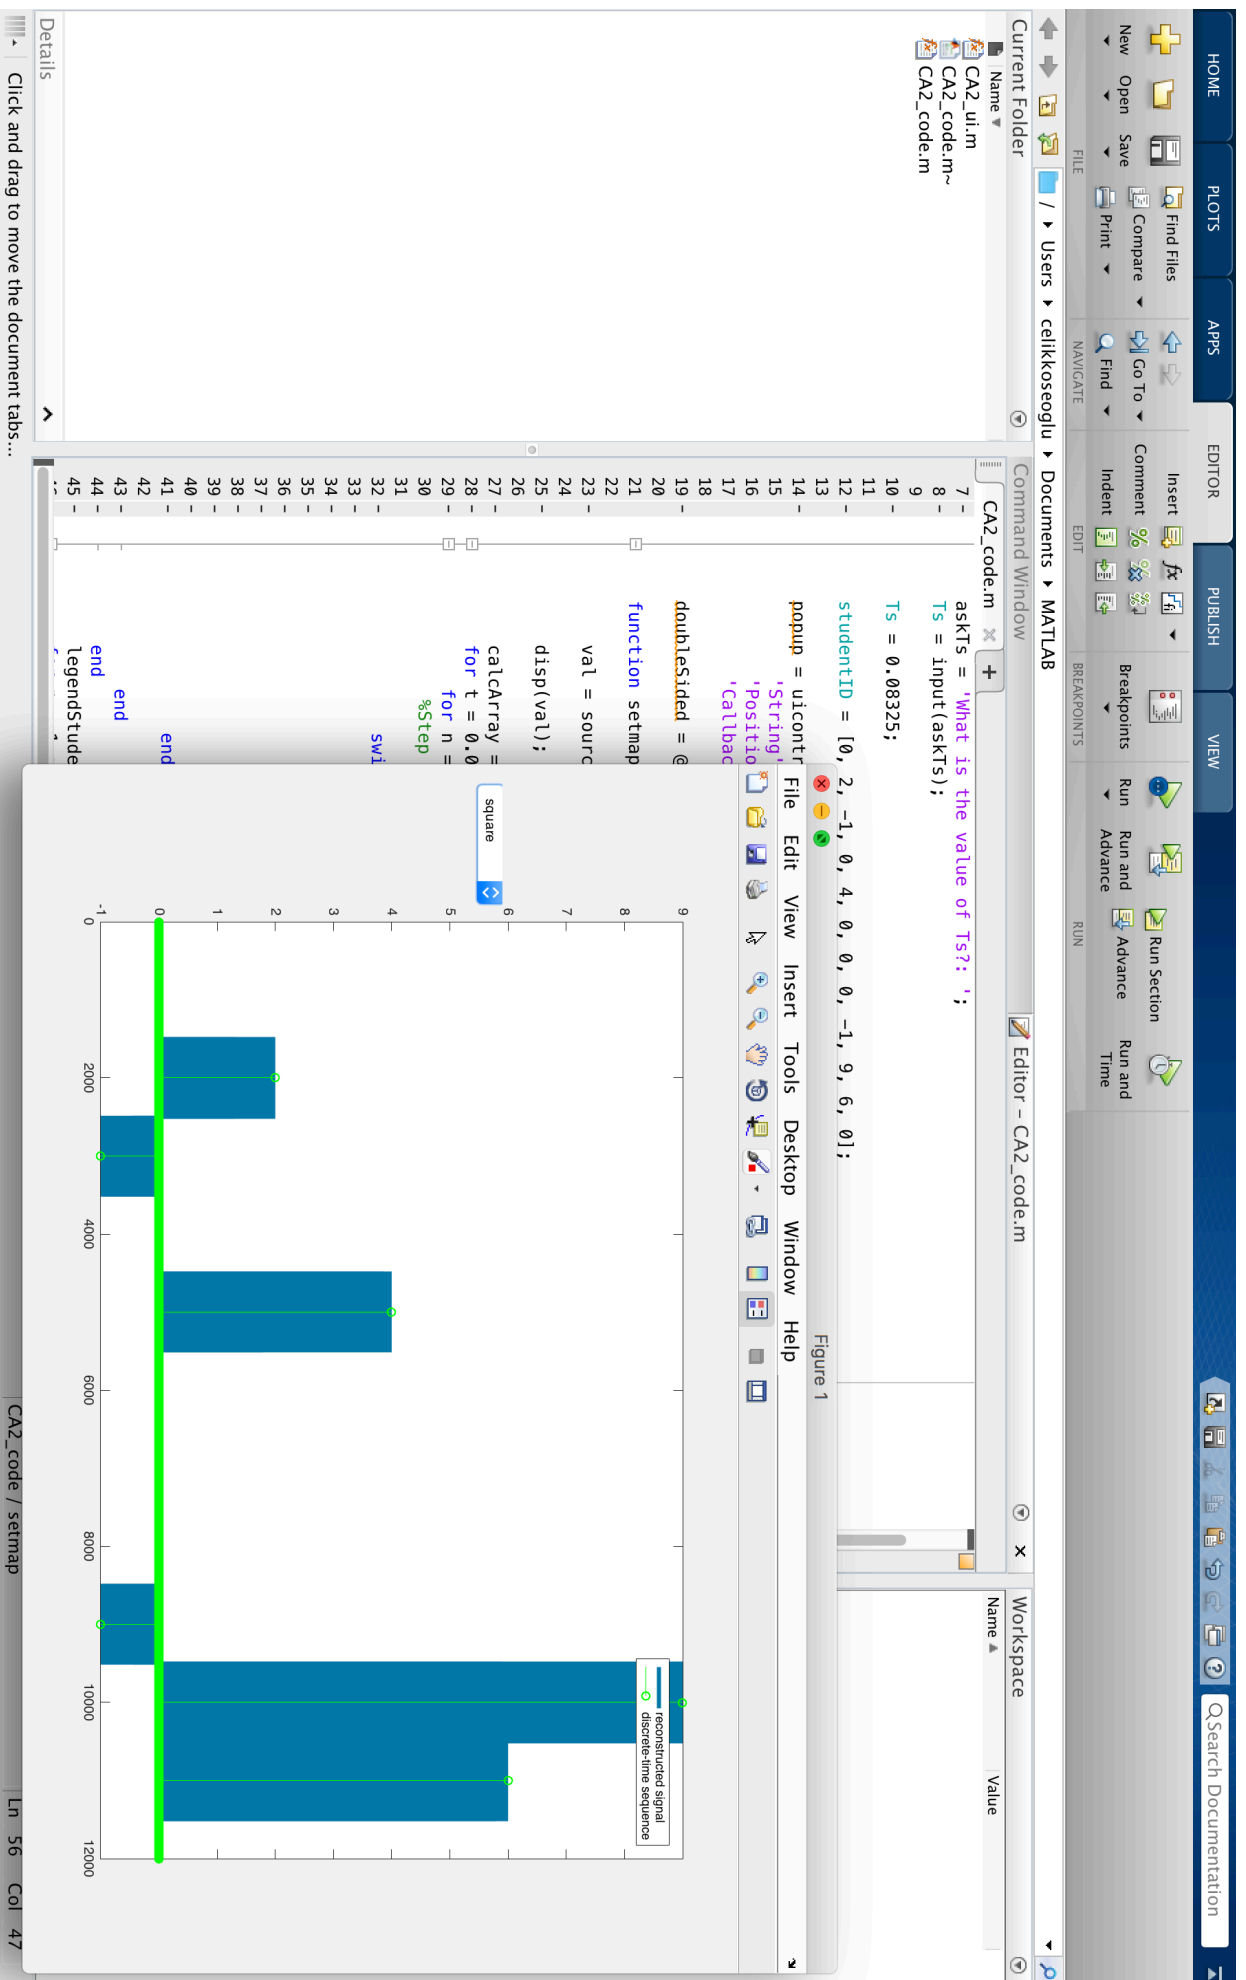 HOME PLOTS APPS EDITOR PUBLISH VIEW
Search Documentation
New Open Save Find Files Compare Print
FILE
Go To Find
NAVIGATE
Insert Comment Indent
fx
EDIT
Breakpoints
BREAKPOINTS
Run Run and Advance Run Section Advance Run and Time
RUN
/ Users celikkoseoglu Documents MATLAB
Current Folder
Name
CA2_ui.m
CA2_code.m~
CA2_code.m
Details
Click and drag to move the document tabs...
Command Window
Editor – CA2_code.m
CA2_code.m
7 askTs = 'What is the value of Ts?: ';
8 Ts = input(askTs);
9
10 Ts = 0.08325;
11
12 studentID = [0, 2, -1, 0, 4, 0, 0, 0, -1, 9, 6, 0];
13
14 popup = uicontr
15 'String'
16 'Positio
17 'Callbac
18
19 doubleSided = @
20
21 function setmap
22
23 val = sourc
24
25 disp(val);
26
27 calcArray =
28 for t = 0.0
29 for n =
30 %Step
31
32 swi
33
34
35
36
37
38
39
40
41 end
42
43 end
44 end
45 legendStude
Workspace
Name Value
Figure 1
File Edit View Insert Tools Desktop Window Help
square
9
8
7
6
5
4
3
2
1
0
-1
0 2000 4000 6000 8000 10000 12000
reconstructed signal
discrete-time sequence
CA2_code / setmap
Ln 56 Col 47